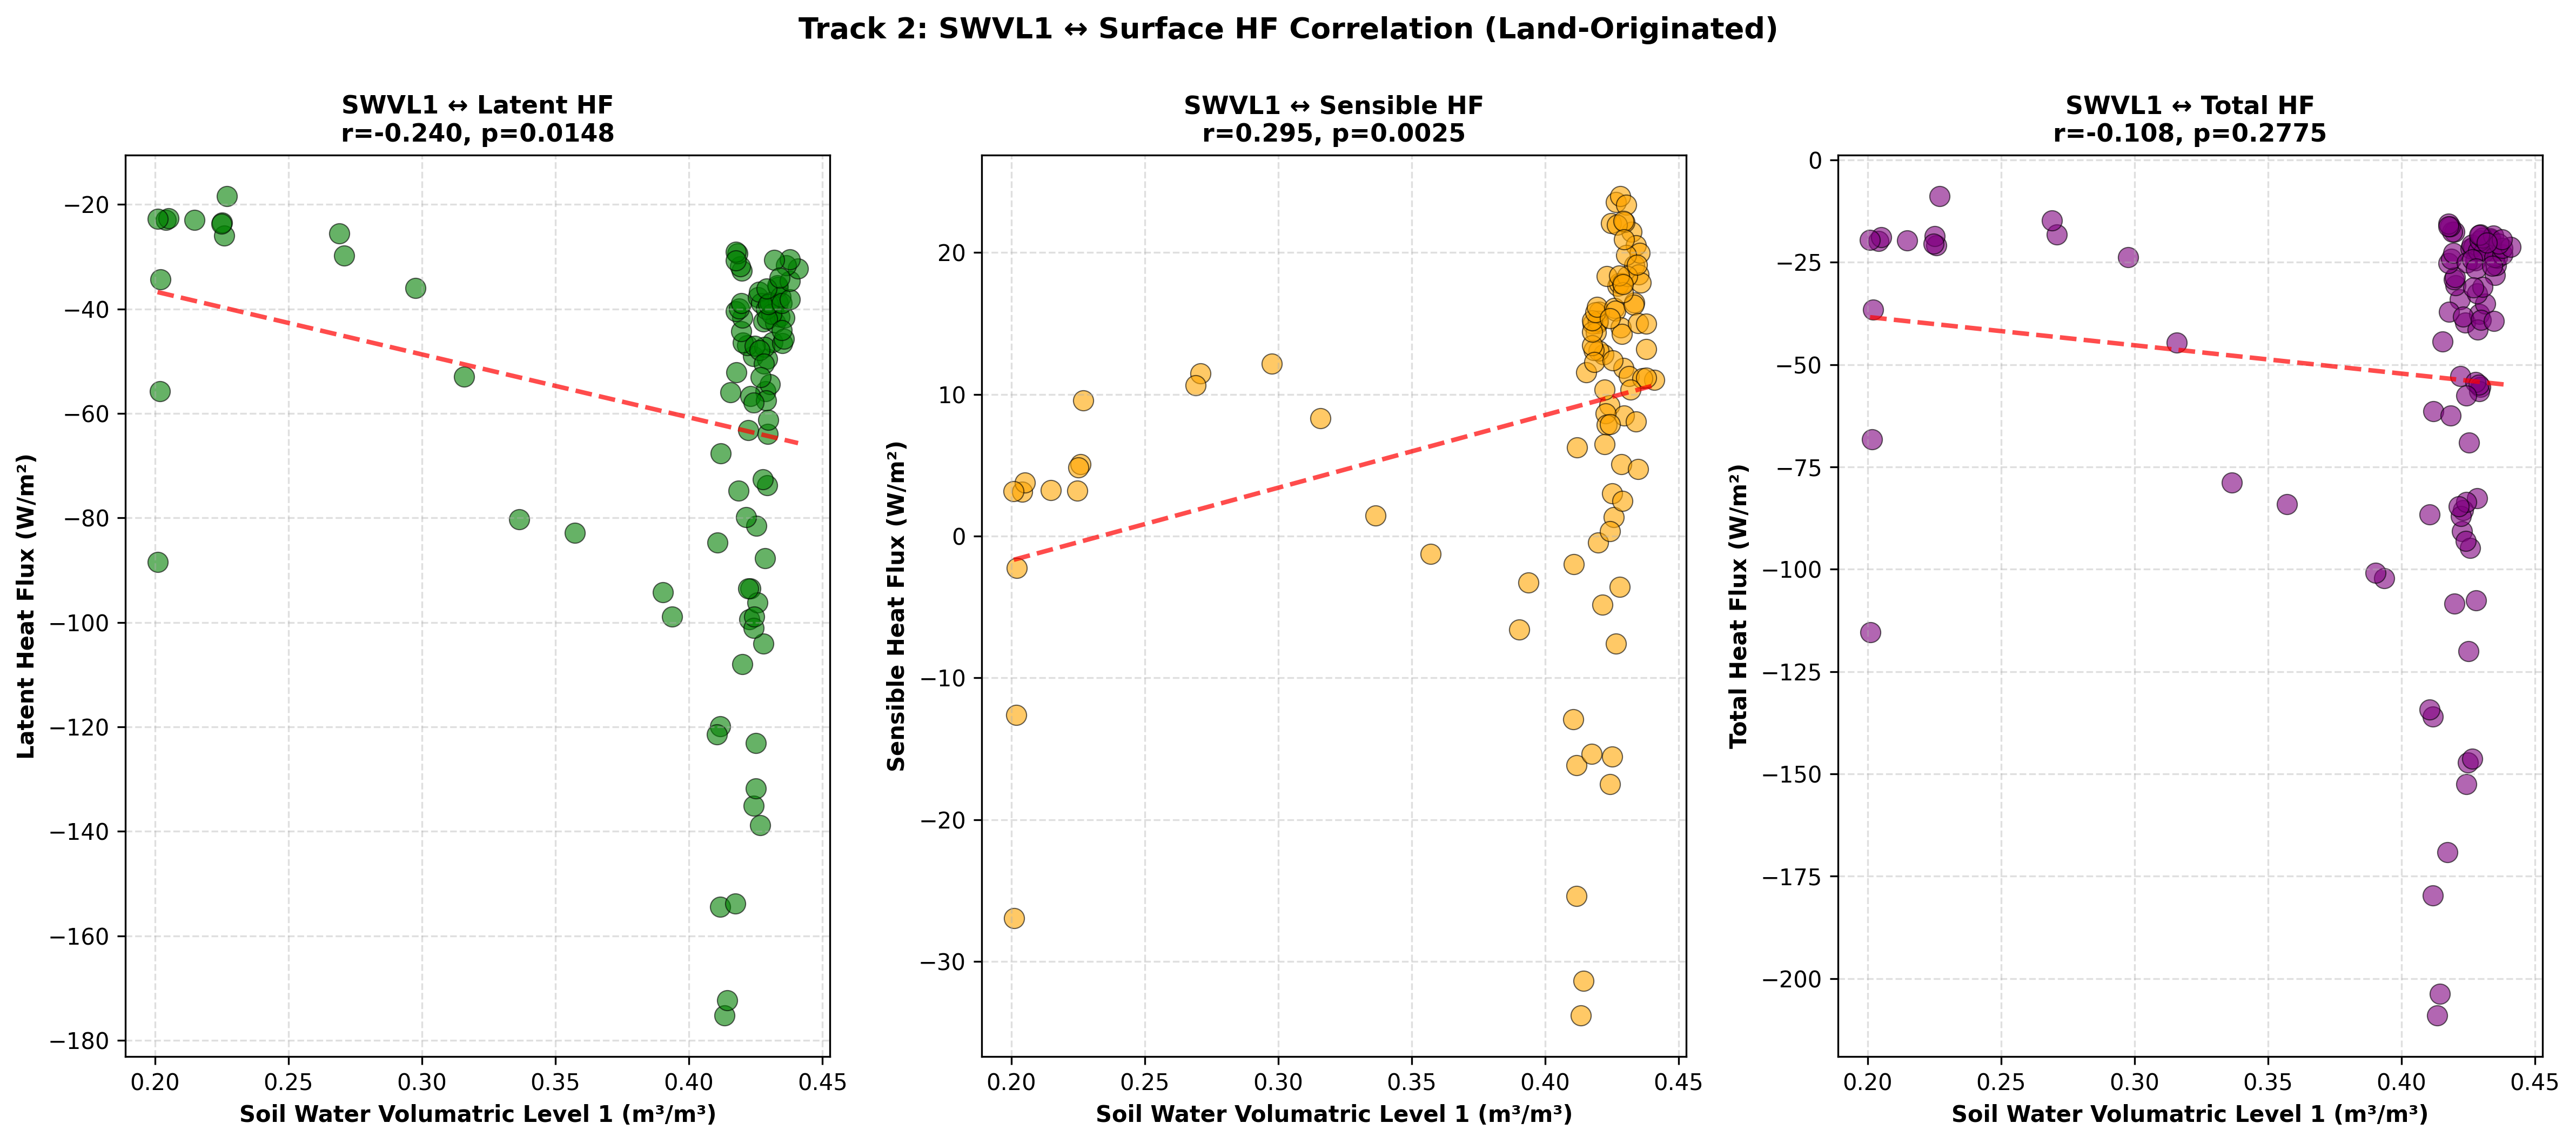 Track 2: SWVL1 ↔ Surface HF Correlation (Land-Originated)
SWVL1 ↔ Latent HF
r=-0.240, p=0.0148
Latent Heat Flux (W/m²)
−20
−40
−60
−80
−100
−120
−140
−160
−180
0.20 0.25 0.30 0.35 0.40 0.45
Soil Water Volumatric Level 1 (m³/m³)
SWVL1 ↔ Sensible HF
r=0.295, p=0.0025
Sensible Heat Flux (W/m²)
20
10
0
−10
−20
−30
0.20 0.25 0.30 0.35 0.40 0.45
Soil Water Volumatric Level 1 (m³/m³)
SWVL1 ↔ Total HF
r=-0.108, p=0.2775
Total Heat Flux (W/m²)
0
−25
−50
−75
−100
−125
−150
−175
−200
0.20 0.25 0.30 0.35 0.40 0.45
Soil Water Volumatric Level 1 (m³/m³)